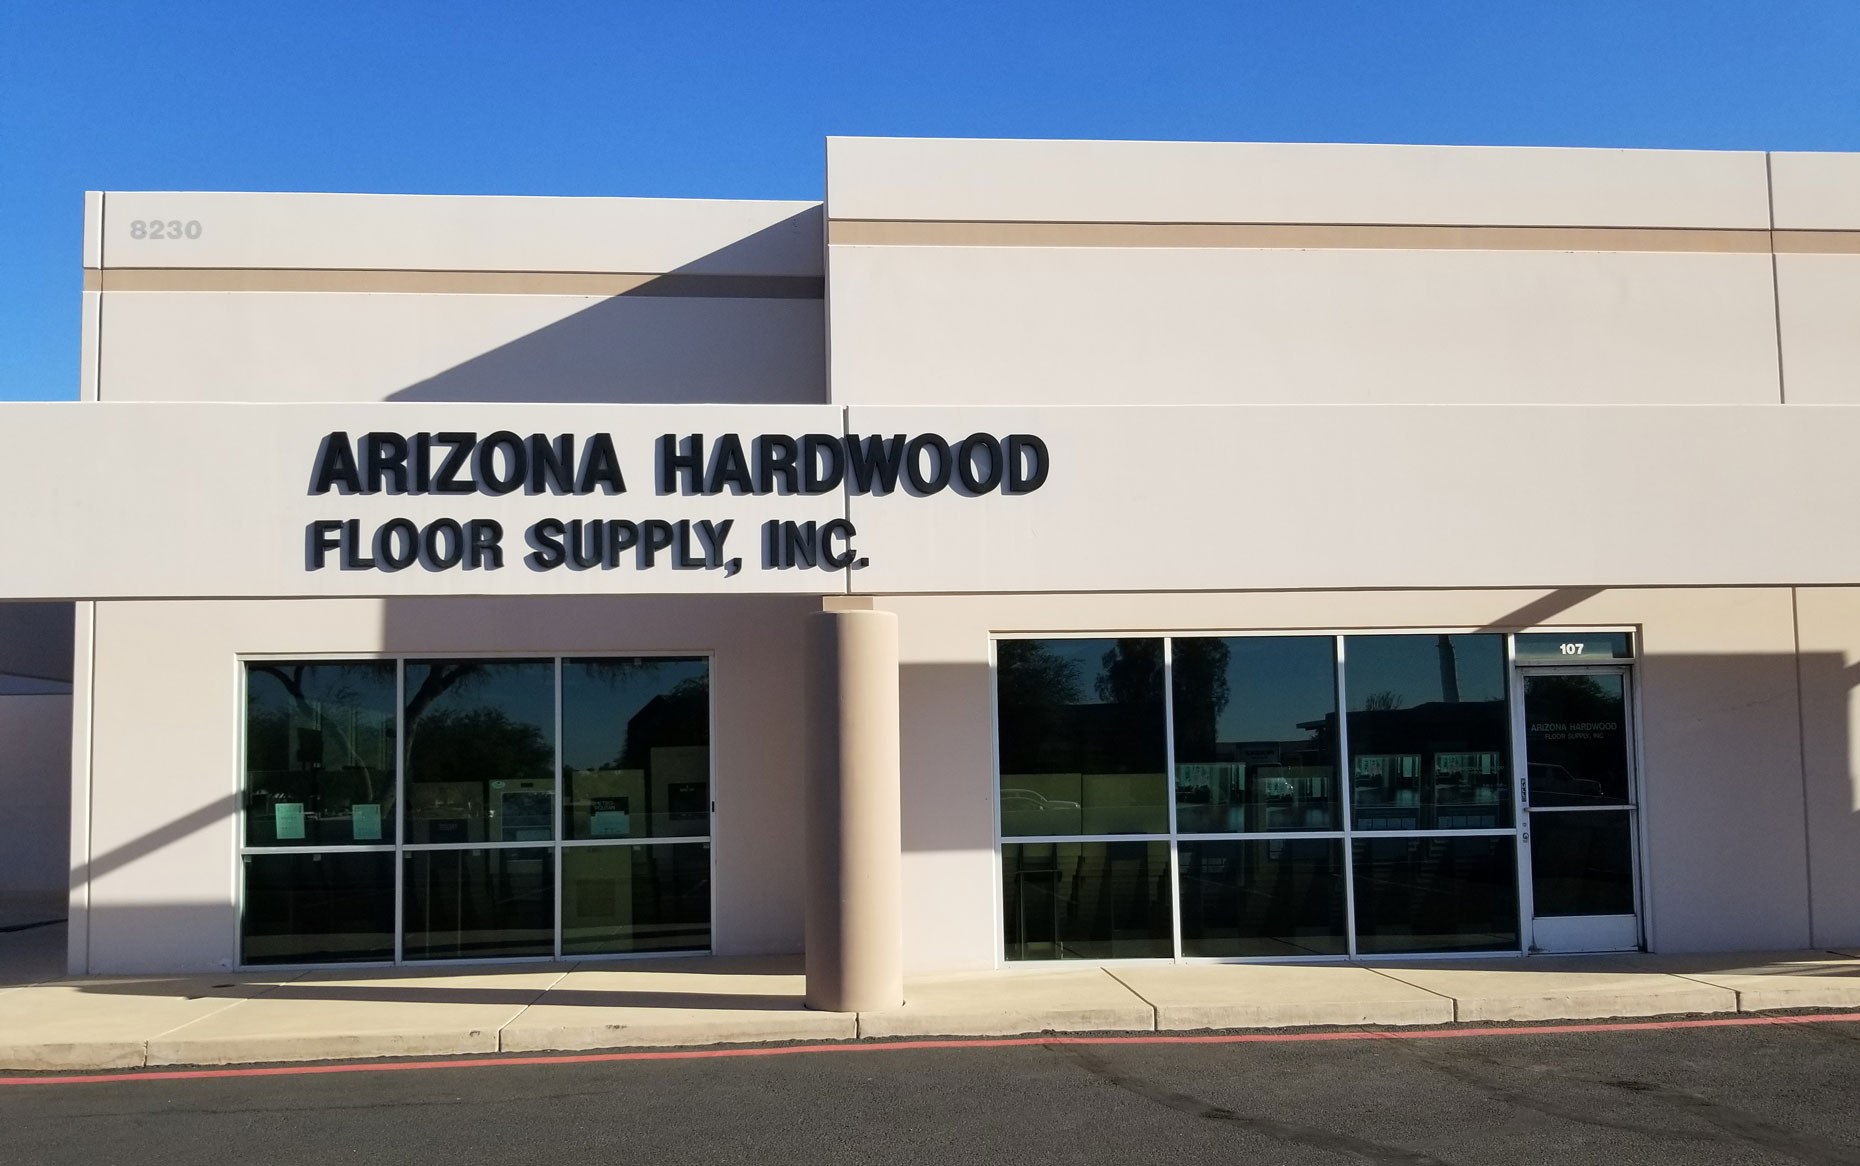 8230
ARIZONA HARDWOOD
FLOOR SUPPLY, INC.
107
ARIZONA HARDWOOD
FLOOR SUPPLY, INC